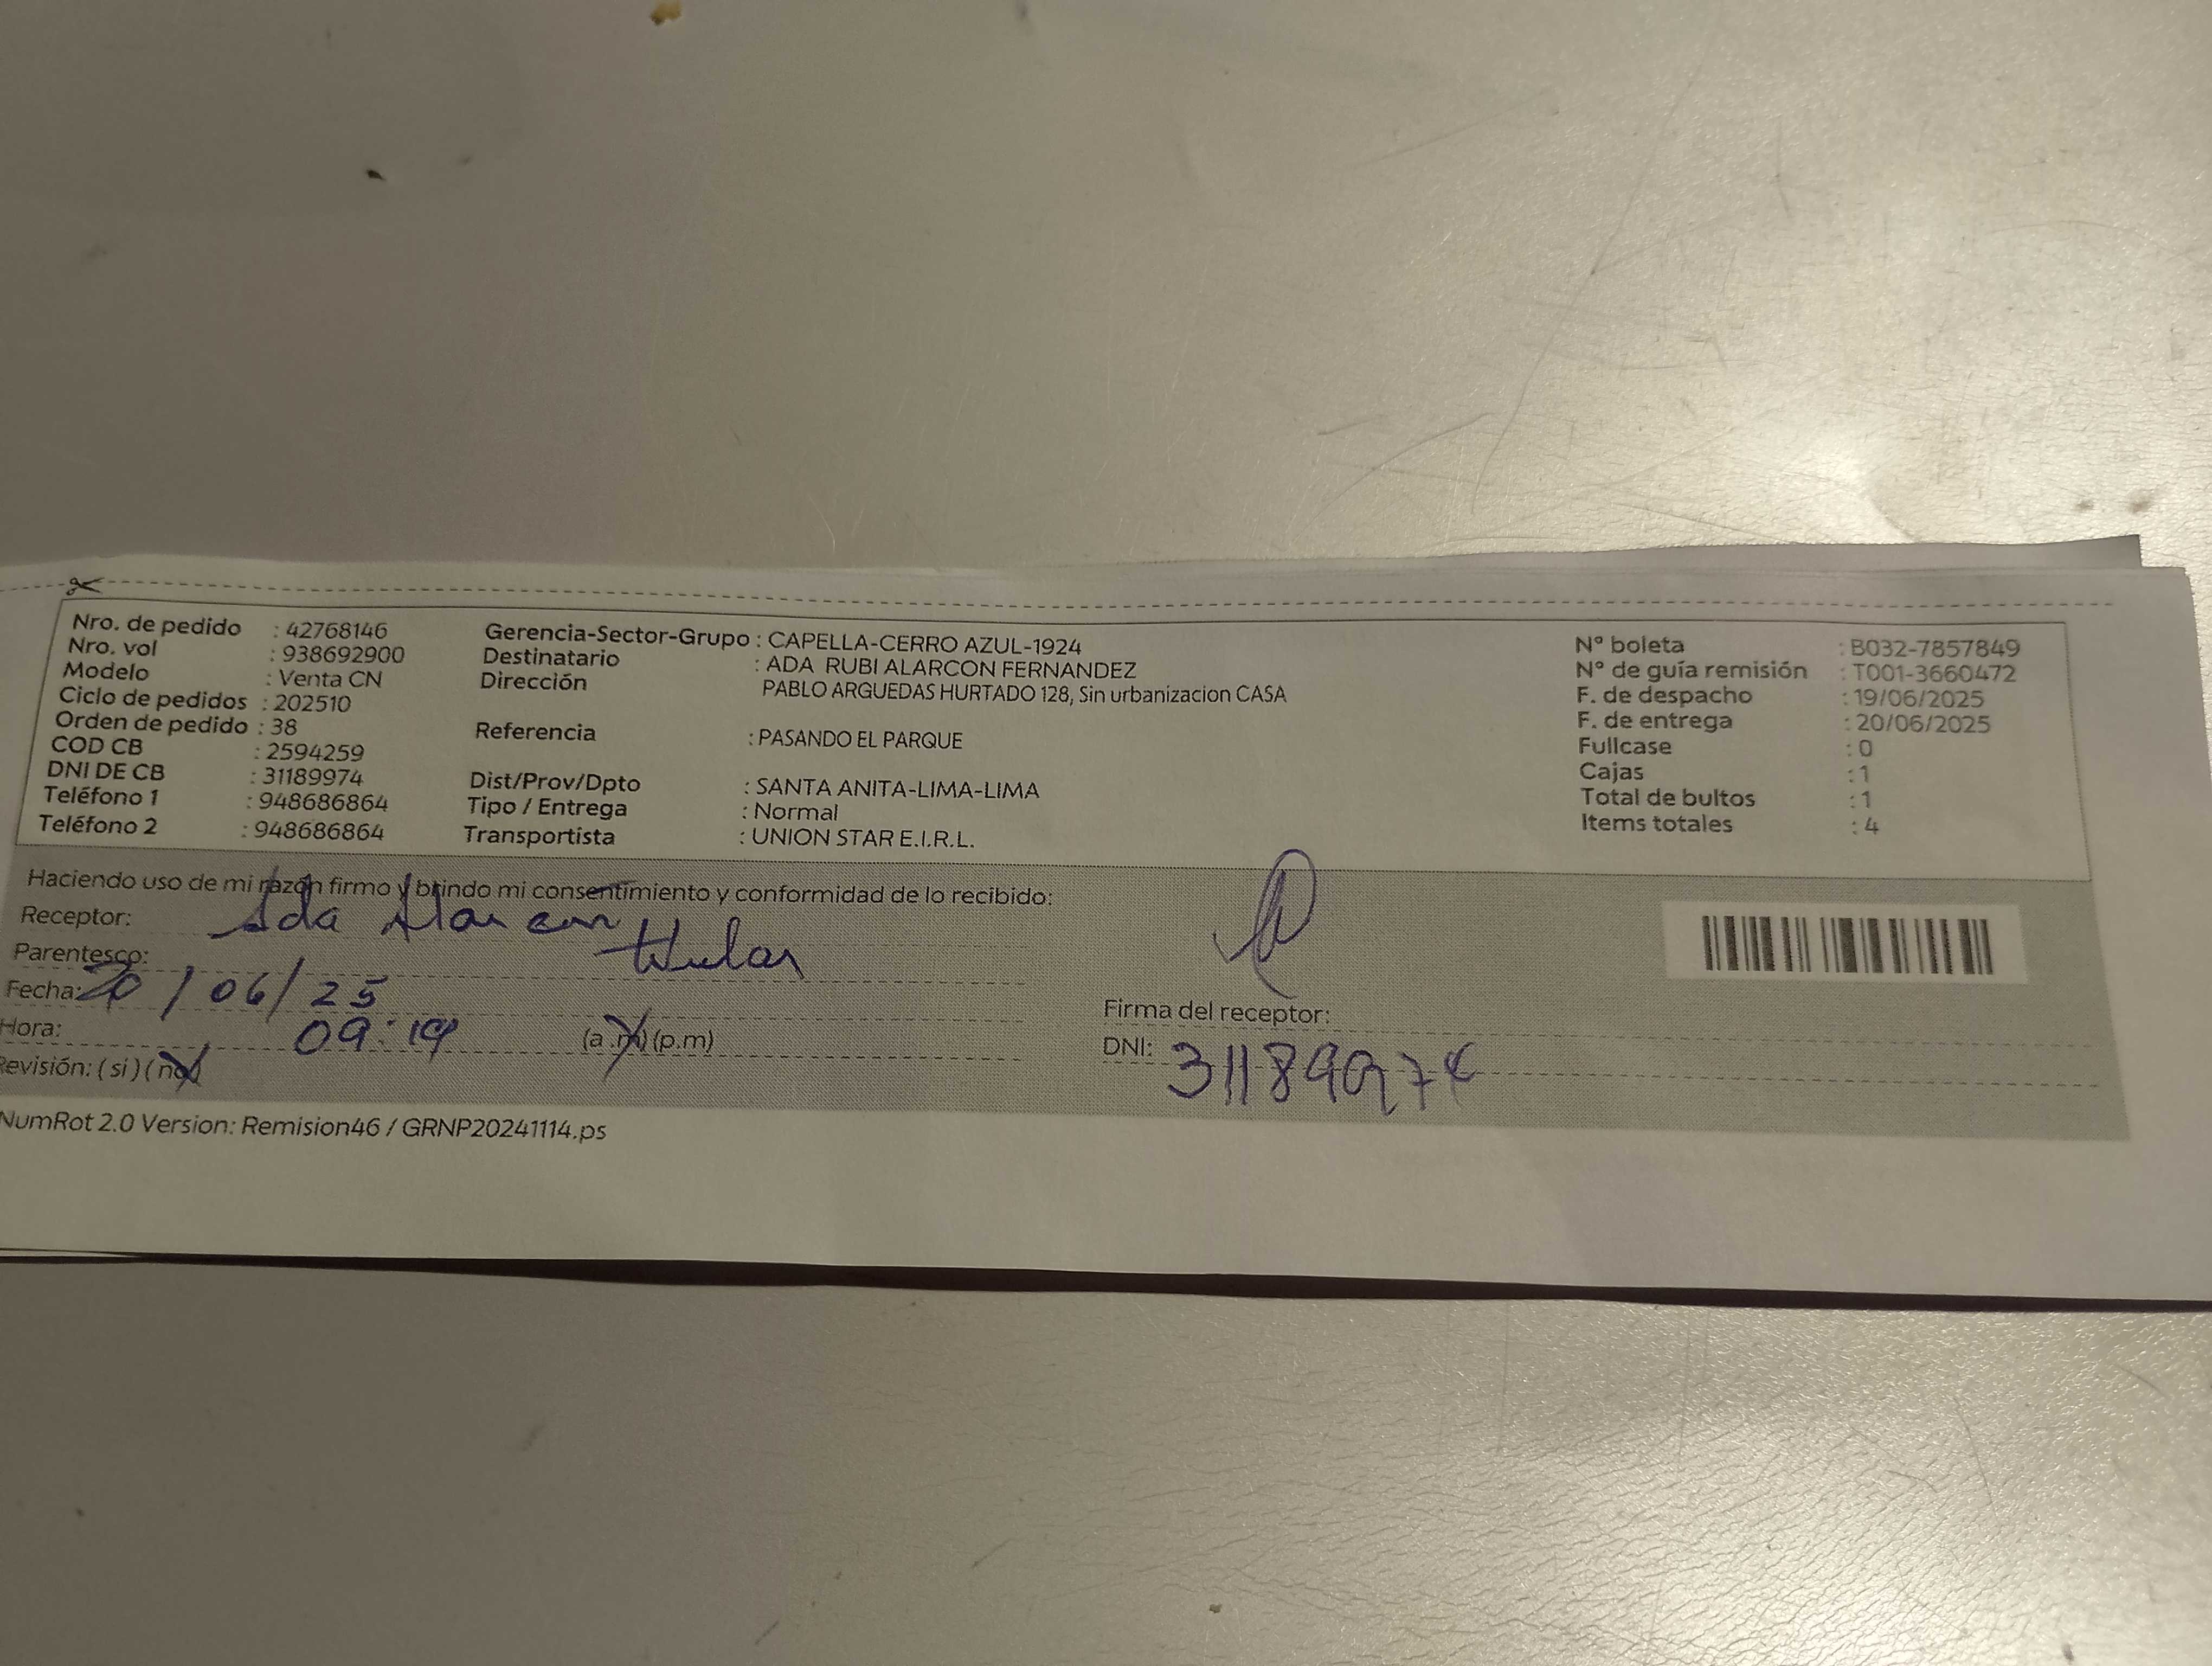 Nro. de pedido : 42768146
Nro. vol : 938692900
Modelo : Venta CN
Ciclo de pedidos : 202510
Orden de pedido : 38
COD CB : 2594259
DNI DE CB : 31189974
Teléfono 1 : 948686864
Teléfono 2 : 948686864
Gerencia-Sector-Grupo : CAPELLA-CERRO AZUL-1924
Destinatario : ADA RUBI ALARCON FERNANDEZ
Dirección PABLO ARGUEDAS HURTADO 128, Sin urbanizacion CASA
Referencia : PASANDO EL PARQUE
Dist/Prov/Dpto : SANTA ANITA-LIMA-LIMA
Tipo / Entrega : Normal
Transportista : UNION STAR E.I.R.L.
N° boleta : B032-7857849
N° de guía remisión : T001-3660472
F. de despacho : 19/06/2025
F. de entrega : 20/06/2025
Fullcase : 0
Cajas : 1
Total de bultos : 1
Items totales : 4
Haciendo uso de mi razón firmo y brindo mi consentimiento y conformidad de lo recibido:
Receptor: Ada Alarcon
Parentesco: titular
Fecha: 20/06/25
Hora: 09:19 (a.m) (p.m)
Revisión: (si) (no)
Firma del receptor:
DNI: 31189974
NumRot 2.0 Version: Remision46 / GRNP20241114.ps